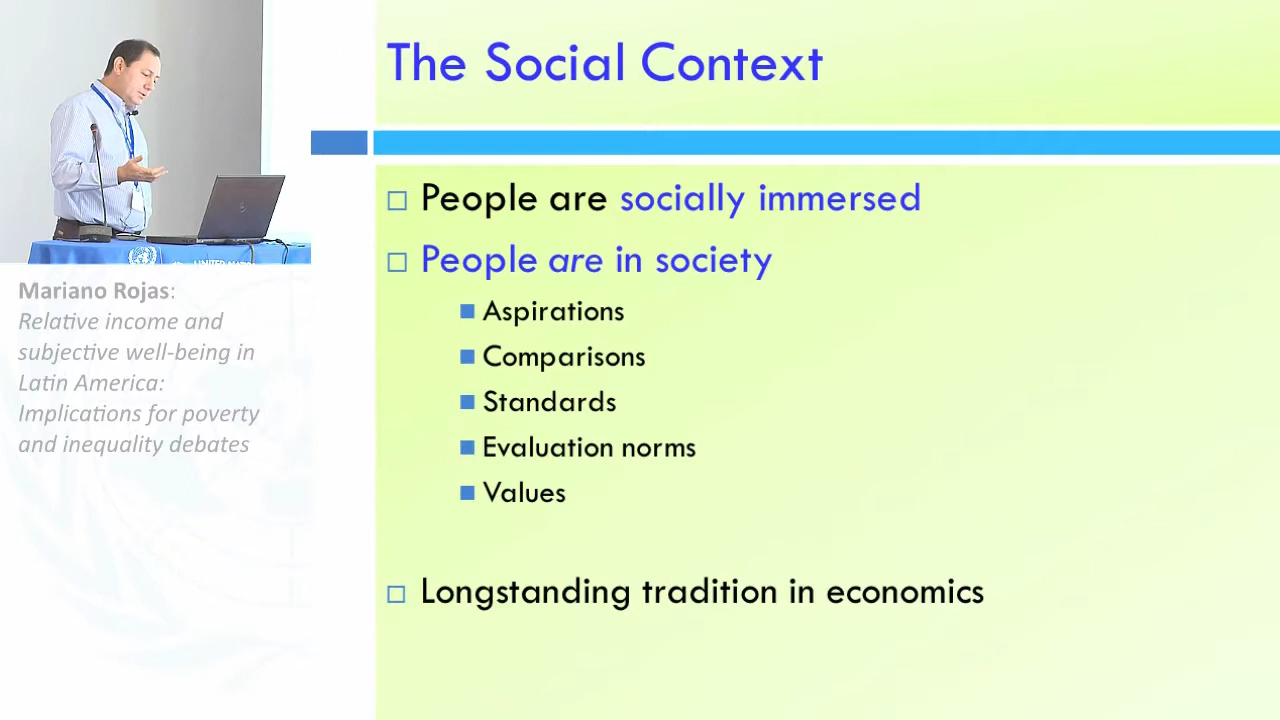 The Social Context
People are socially immersed
People are in society
Aspirations
Comparisons
Standards
Evaluation norms
Values
Longstanding tradition in economics
Mariano Rojas:
Relative income and
subjective well-being in
Latin America:
Implications for poverty
and inequality debates
UNITED